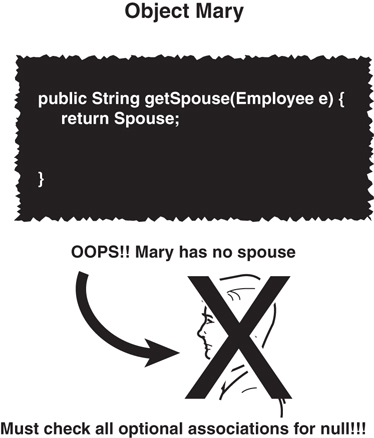 Object Mary
public String getSpouse(Employee e) {
return Spouse;
}
OOPS!! Mary has no spouse
Must check all optional associations for null!!!